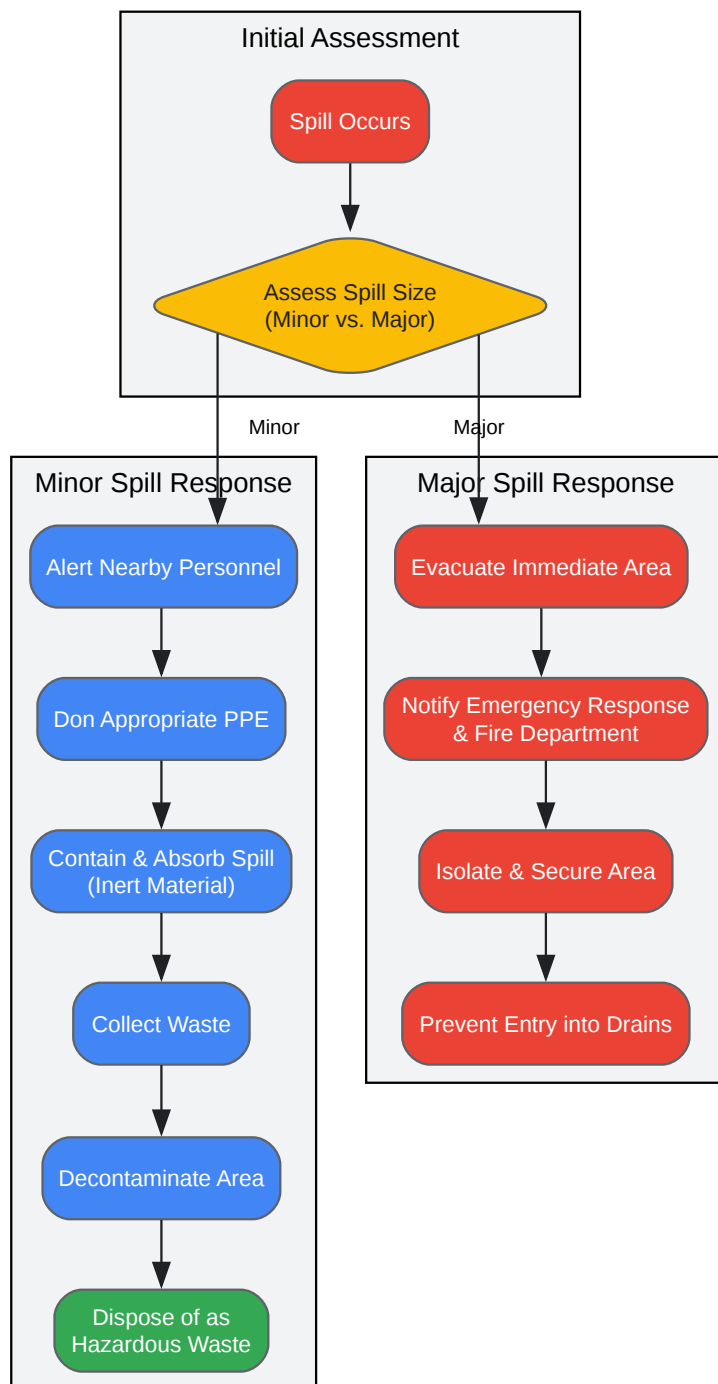 Initial Assessment
Spill Occurs
Assess Spill Size
(Minor vs. Major)
Minor
Major
Minor Spill Response
Alert Nearby Personnel
Don Appropriate PPE
Contain & Absorb Spill
(Inert Material)
Collect Waste
Decontaminate Area
Dispose of as
Hazardous Waste
Major Spill Response
Evacuate Immediate Area
Notify Emergency Response
& Fire Department
Isolate & Secure Area
Prevent Entry into Drains